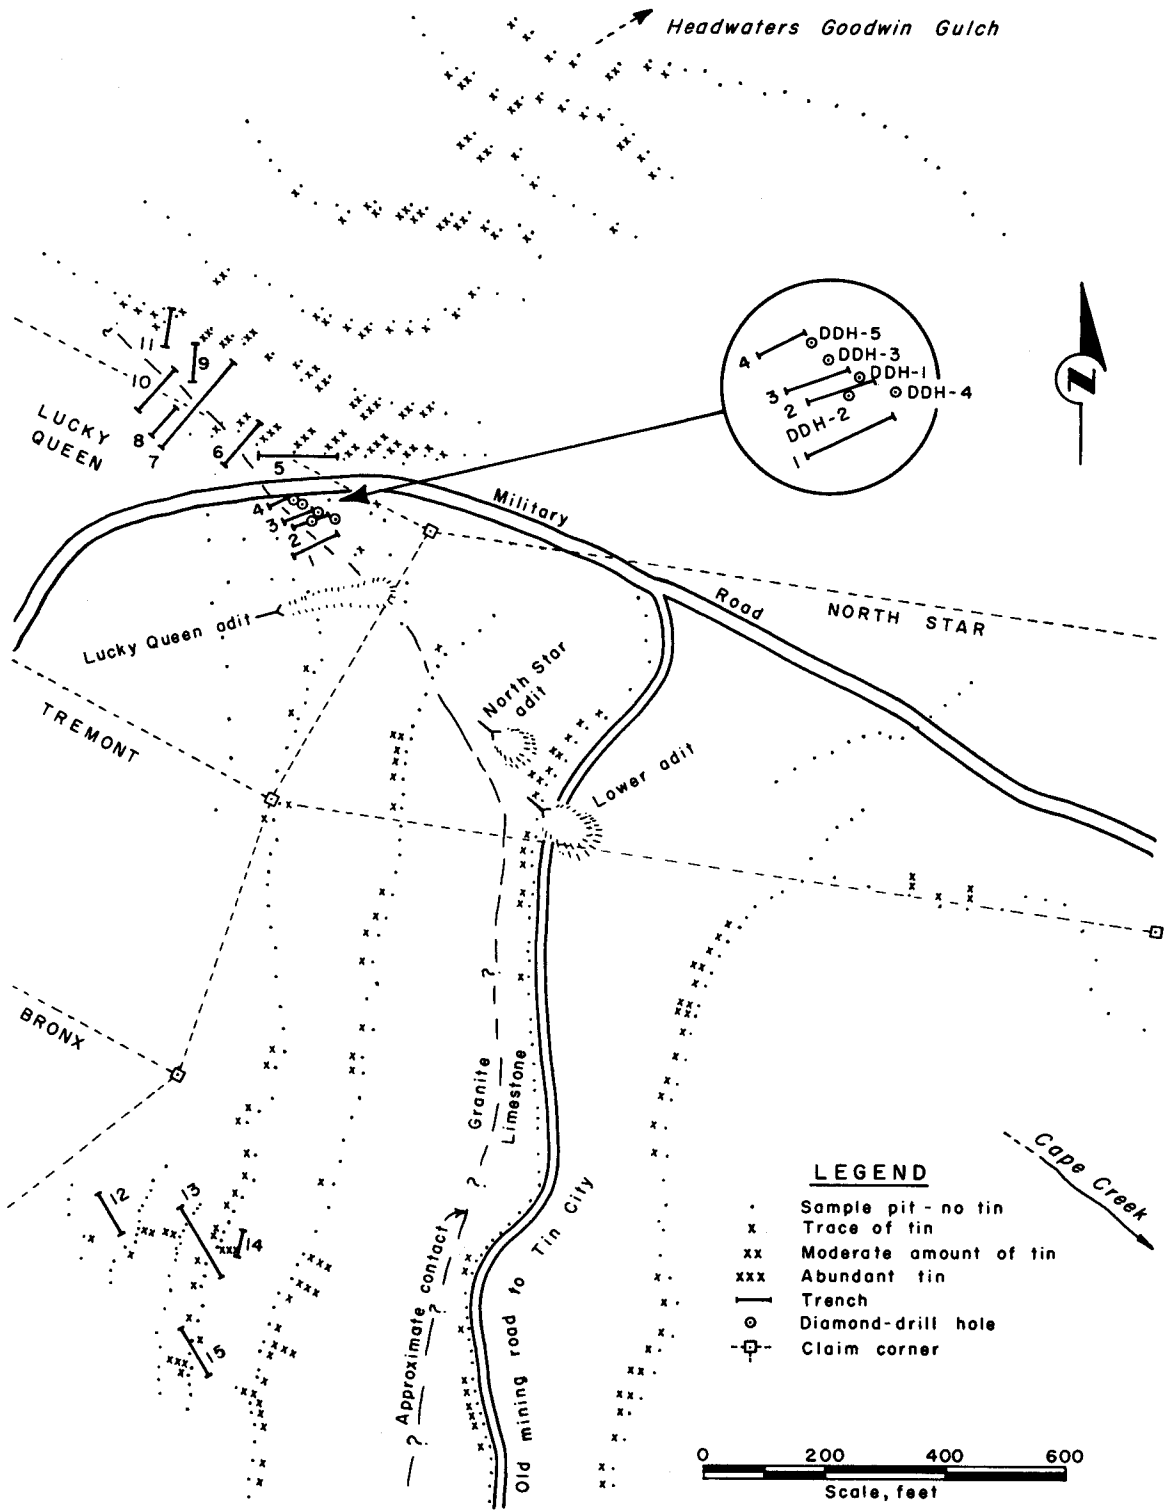 Headwaters Goodwin Gulch
DDH-5
4
DDH-3
DDH-1
3
2
DDH-4
DDH-2
1
N
11
9
10
LUCKY
QUEEN
8
7
6
5
4
3
2
1
Military
Road
NORTH STAR
Lucky Queen adit
North Star
adit
TREMONT
Lower adit
?
BRONX
Granite
Limestone
?
Approximate contact
?
?
Old mining road to Tin City
Cape Creek
12
13
14
15
LEGEND
. Sample pit - no tin
x Trace of tin
xx Moderate amount of tin
xxx Abundant tin
Trench
Diamond-drill hole
Claim corner
0 200 400 600
Scale, feet